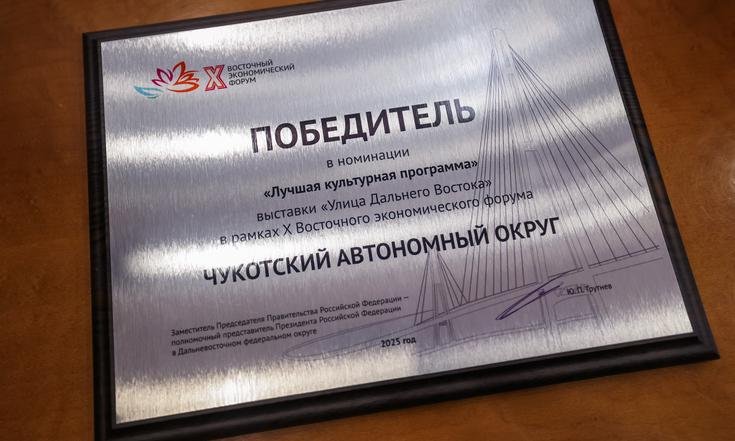 X ВОСТОЧНЫЙ
ЭКОНОМИЧЕСКИЙ
ФОРУМ
ПОБЕДИТЕЛЬ
в номинации
«Лучшая культурная программа»
выставки «Улица Дальнего Востока»
в рамках X Восточного экономического форума
ЧУКОТСКИЙ АВТОНОМНЫЙ ОКРУГ
Заместитель Председателя Правительства Российской Федерации —
полномочный представитель Президента Российской Федерации
в Дальневосточном федеральном округе
Ю.П. Трутнев
2025 год